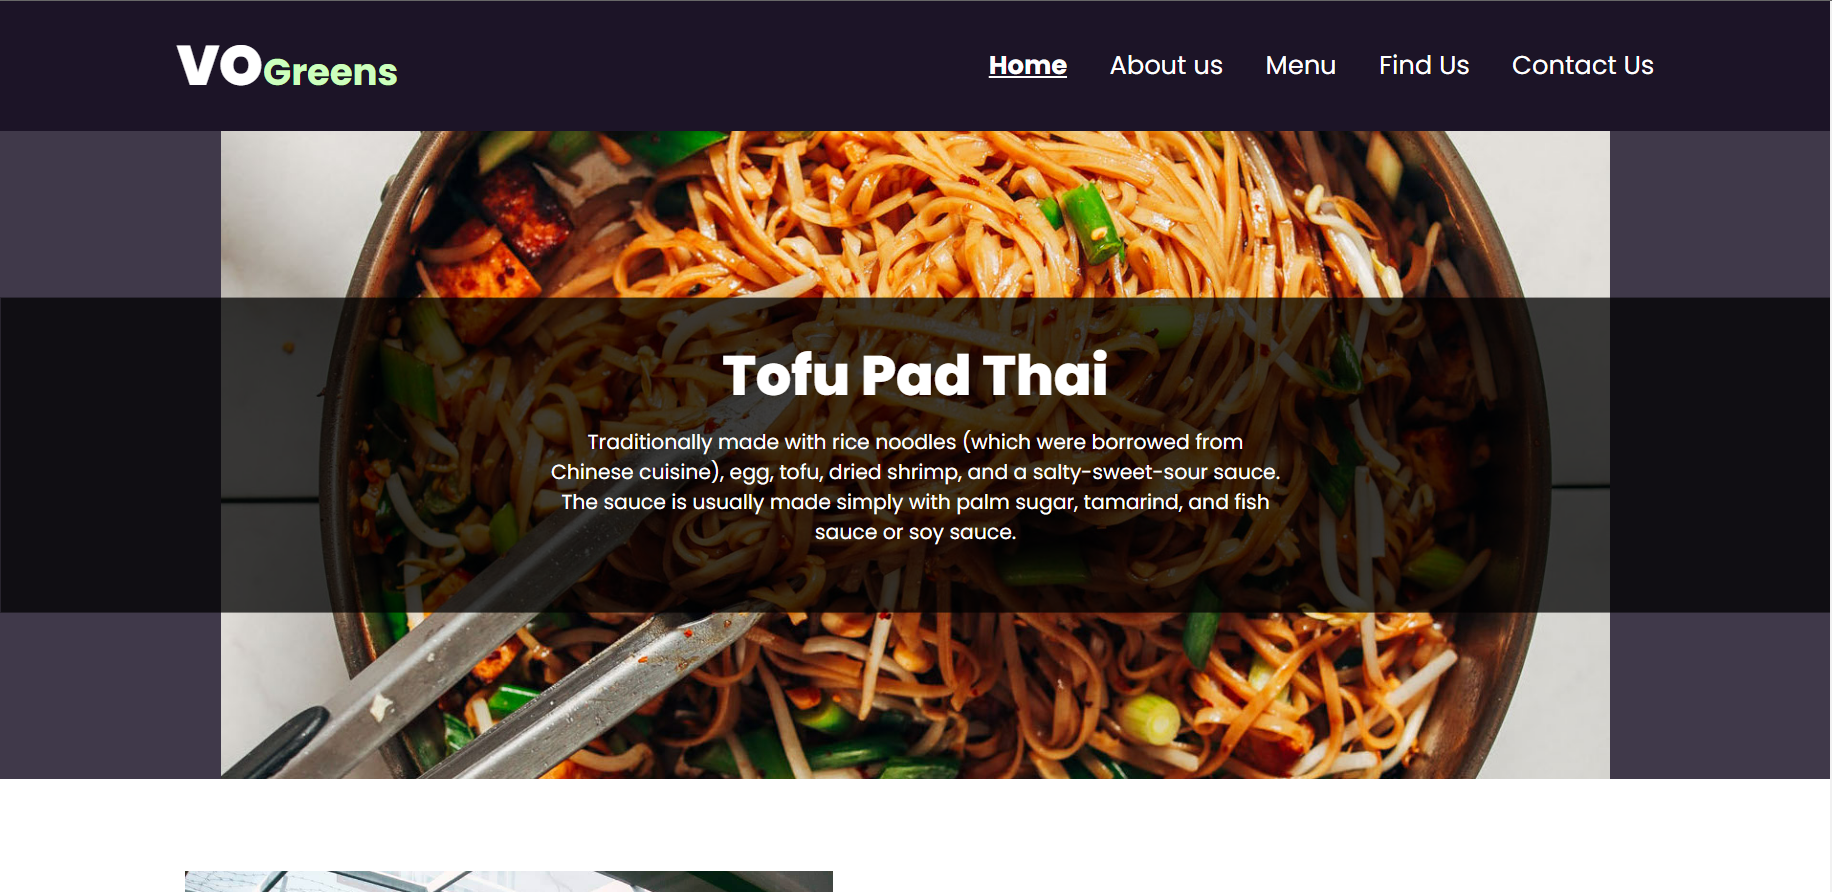 VOGreens
Home About us Menu Find Us Contact Us
Tofu Pad Thai
Traditionally made with rice noodles (which were borrowed from
Chinese cuisine), egg, tofu, dried shrimp, and a salty-sweet-sour sauce.
The sauce is usually made simply with palm sugar, tamarind, and fish
sauce or soy sauce.